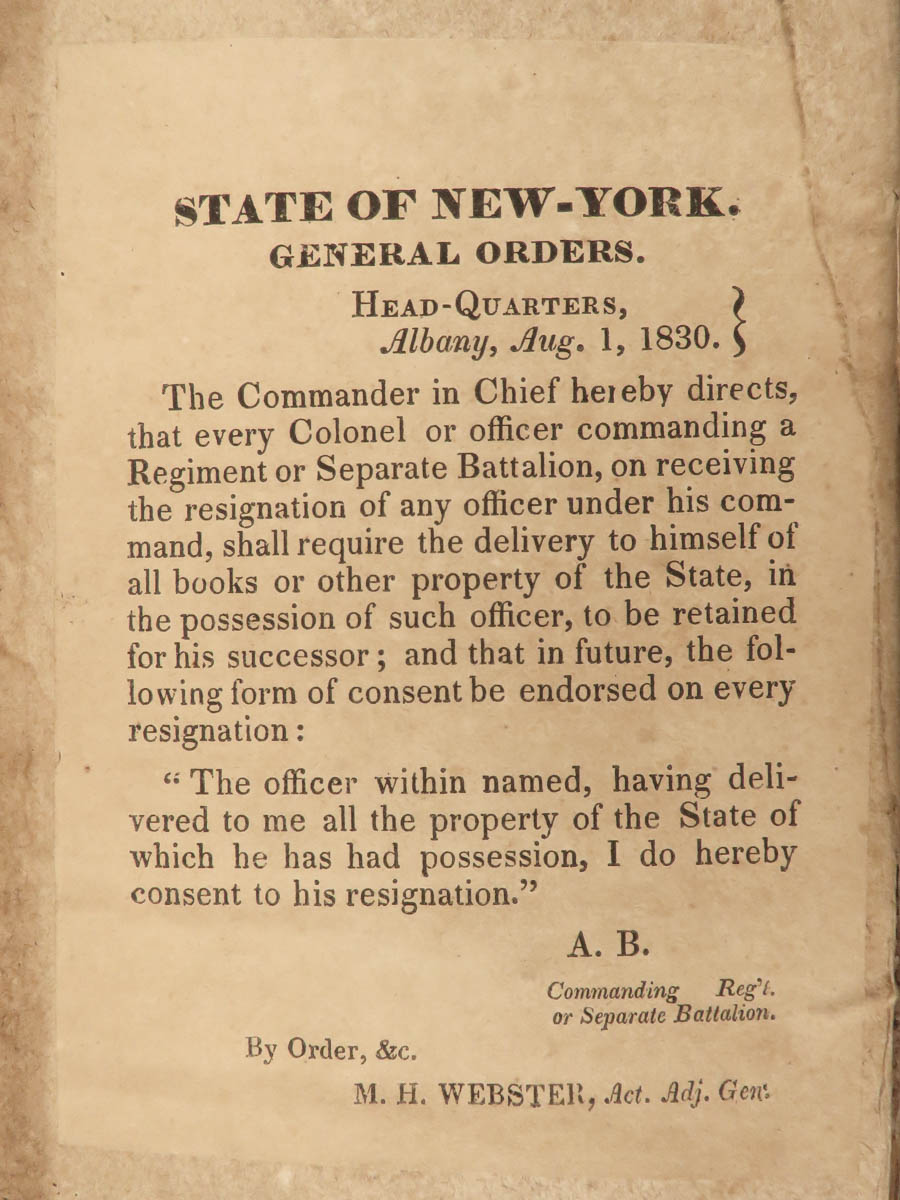 STATE OF NEW-YORK.
GENERAL ORDERS.
HEAD-QUARTERS,
Albany, Aug. 1, 1830. }
The Commander in Chief hereby directs,
that every Colonel or officer commanding a
Regiment or Separate Battalion, on receiving
the resignation of any officer under his com-
mand, shall require the delivery to himself of
all books or other property of the State, in
the possession of such officer, to be retained
for his successor; and that in future, the fol-
lowing form of consent be endorsed on every
resignation:
“ The officer within named, having deli-
vered to me all the property of the State of
which he has had possession, I do hereby
consent to his resignation.”
A. B.
Commanding Reg't.
or Separate Battalion.
By Order, &c.
M. H. WEBSTER, Act. Adj. Gen.